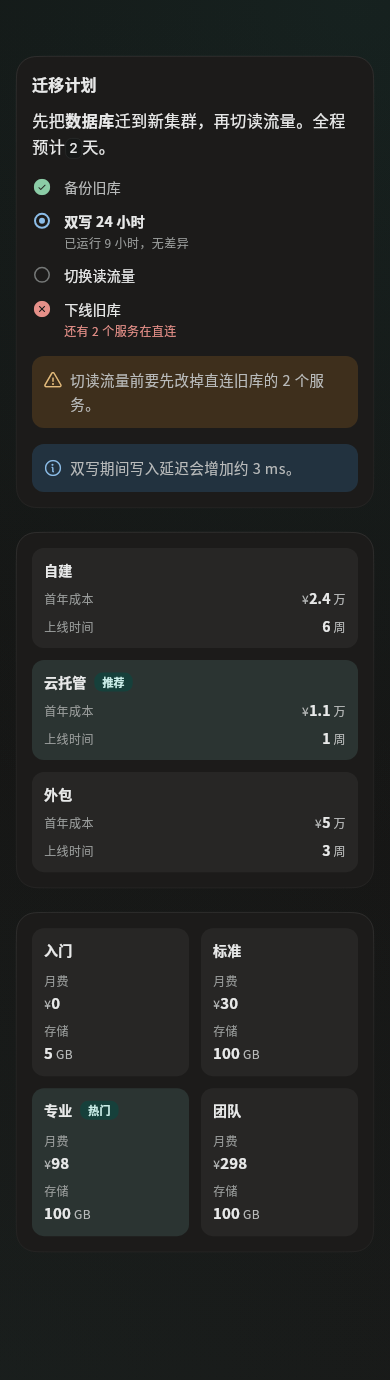 迁移计划
先把数据库迁到新集群，再切读流量。全程
预计 2 天。
备份旧库
双写 24 小时
已运行 9 小时，无差异
切换读流量
下线旧库
还有 2 个服务在直连
切读流量前要先改掉直连旧库的 2 个服
务。
双写期间写入延迟会增加约 3 ms。
自建
首年成本 ¥2.4 万
上线时间 6 周
云托管 推荐
首年成本 ¥1.1 万
上线时间 1 周
外包
首年成本 ¥5 万
上线时间 3 周
入门
月费
¥0
存储
5 GB
标准
月费
¥30
存储
100 GB
专业 热门
月费
¥98
存储
100 GB
团队
月费
¥298
存储
100 GB